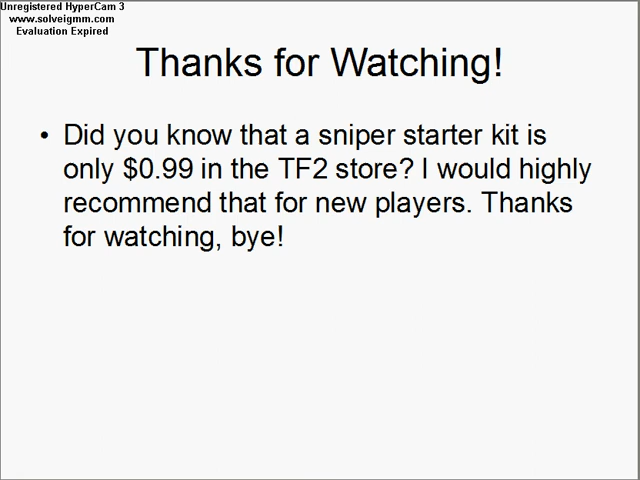 Unregistered HyperCam 3
www.solveigmm.com
Evaluation Expired
Thanks for Watching!
• Did you know that a sniper starter kit is
only $0.99 in the TF2 store? I would highly
recommend that for new players. Thanks
for watching, bye!